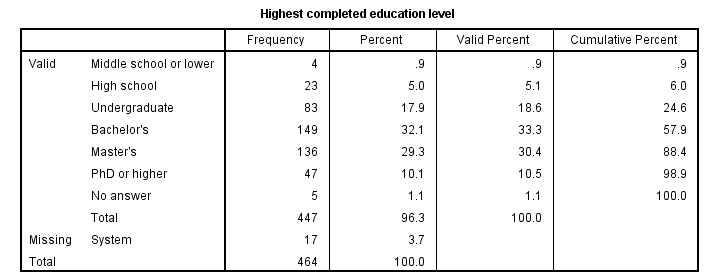 Highest completed education level
Frequency Percent Valid Percent Cumulative Percent
Valid Middle school or lower 4 .9 .9 .9
High school 23 5.0 5.1 6.0
Undergraduate 83 17.9 18.6 24.6
Bachelor's 149 32.1 33.3 57.9
Master's 136 29.3 30.4 88.4
PhD or higher 47 10.1 10.5 98.9
No answer 5 1.1 1.1 100.0
Total 447 96.3 100.0
Missing System 17 3.7
Total 464 100.0